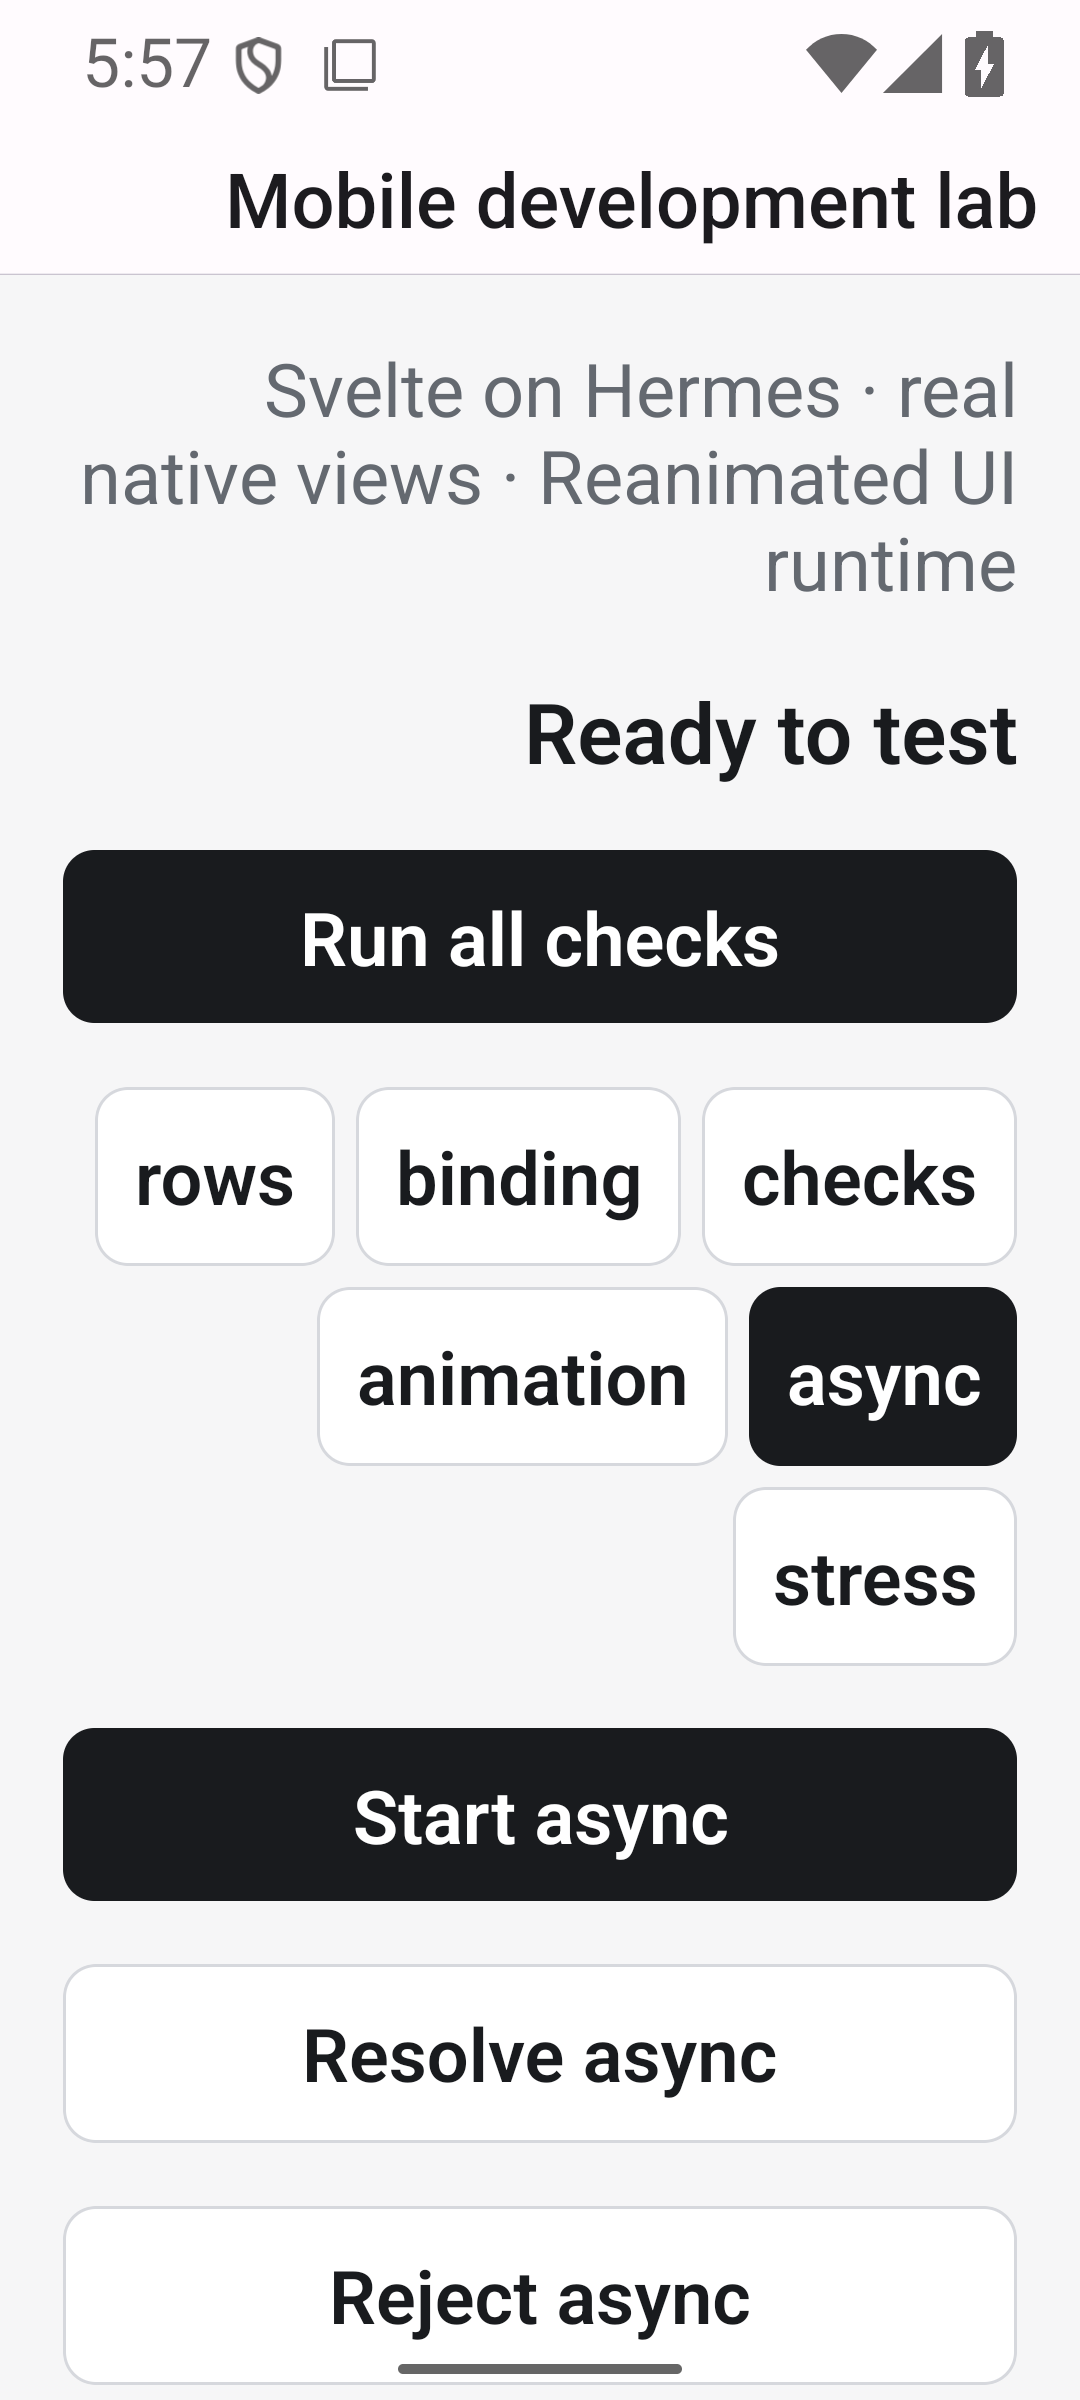 5:57
Mobile development lab
Svelte on Hermes · real
native views · Reanimated UI
runtime
Ready to test
Run all checks
rows binding checks
animation async
stress
Start async
Resolve async
Reject async